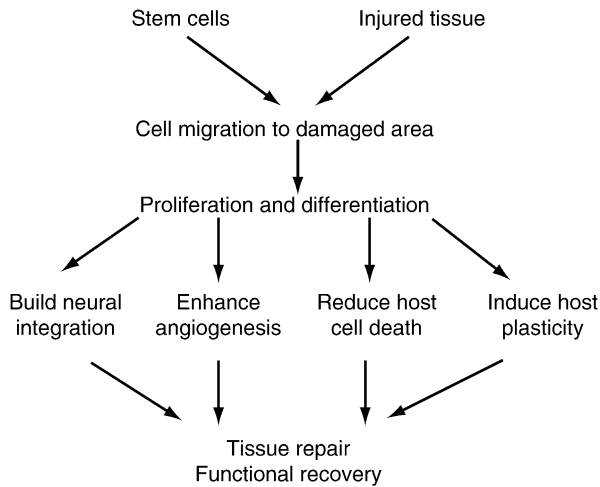 Stem cells
Injured tissue
Cell migration to damaged area
Proliferation and differentiation
Build neural
integration
Enhance
angiogenesis
Reduce host
cell death
Induce host
plasticity
Tissue repair
Functional recovery